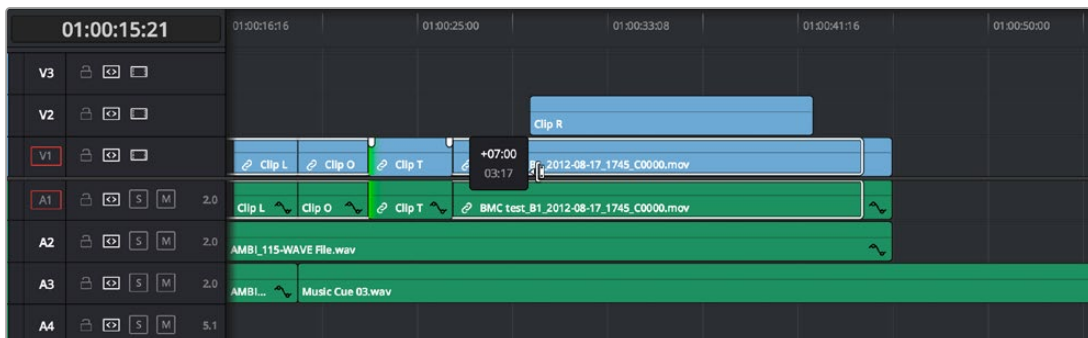 01:00:15:21
01:00:16:16 01:00:25:00 01:00:33:08 01:00:41:16 01:00:50:00
V3
V2 Clip R
V1 Clip L Clip O Clip T 2012-08-17_1745_C0000.mov
+07:00
03:17
A1 S M 2.0 Clip L Clip O Clip T BMC test_B1_2012-08-17_1745_C0000.mov
A2 S M 2.0 AMBI_115-WAVE File.wav
A3 S M 2.0 AMBI... Music Cue 03.wav
A4 S M 5.1